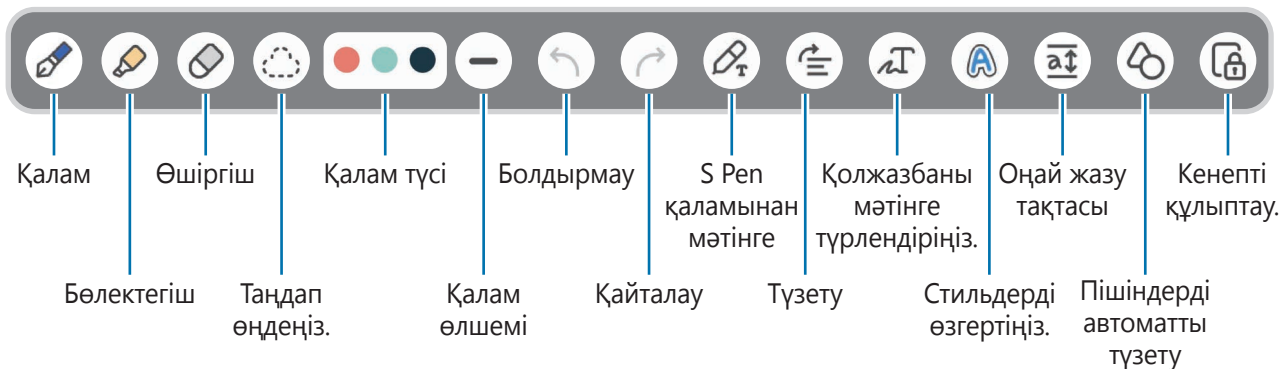 Қалам
Өшіргіш
Қалам түсі
Болдырмау
S Pen
қаламынан
мәтінге
Қолжазбаны
мәтінге
түрлендіріңіз.
Оңай жазу
тақтасы
Кенепті
құлыптау.
Бөлектегіш
Таңдап
өңдеңіз.
Қалам
өлшемі
Қайталау
Түзету
Стильдерді
өзгертіңіз.
Пішіндерді
автоматты
түзету